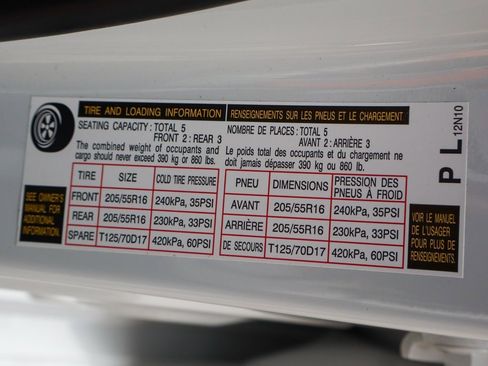 TIRE AND LOADING INFORMATION
SEATING CAPACITY: TOTAL 5
FRONT 2 : REAR 3
The combined weight of occupants and
cargo should never exceed 390 kg or 860 lbs.
TIRE SIZE COLD TIRE PRESSURE
FRONT 205/55R16 240kPa, 35PSI
REAR 205/55R16 230kPa, 33PSI
SPARE T125/70D17 420kPa, 60PSI
SEE OWNER'S
MANUAL FOR
ADDITIONAL
INFORMATION.
RENSEIGNEMENTS SUR LES PNEUS ET LE CHARGEMENT
NOMBRE DE PLACES : TOTAL 5
AVANT 2 : ARRIÈRE 3
Le poids total des occupants et du chargement ne
doit jamais dépasser 390 kg ou 860 lb.
PNEU DIMENSIONS PRESSION DES
PNEUS À FROID
AVANT 205/55R16 240kPa, 35PSI
ARRIÈRE 205/55R16 230kPa, 33PSI
DE SECOURS T125/70D17 420kPa, 60PSI
VOIR LE MANUEL
DE L'USAGER
POUR PLUS DE
RENSEIGNEMENTS.
P L 12N10